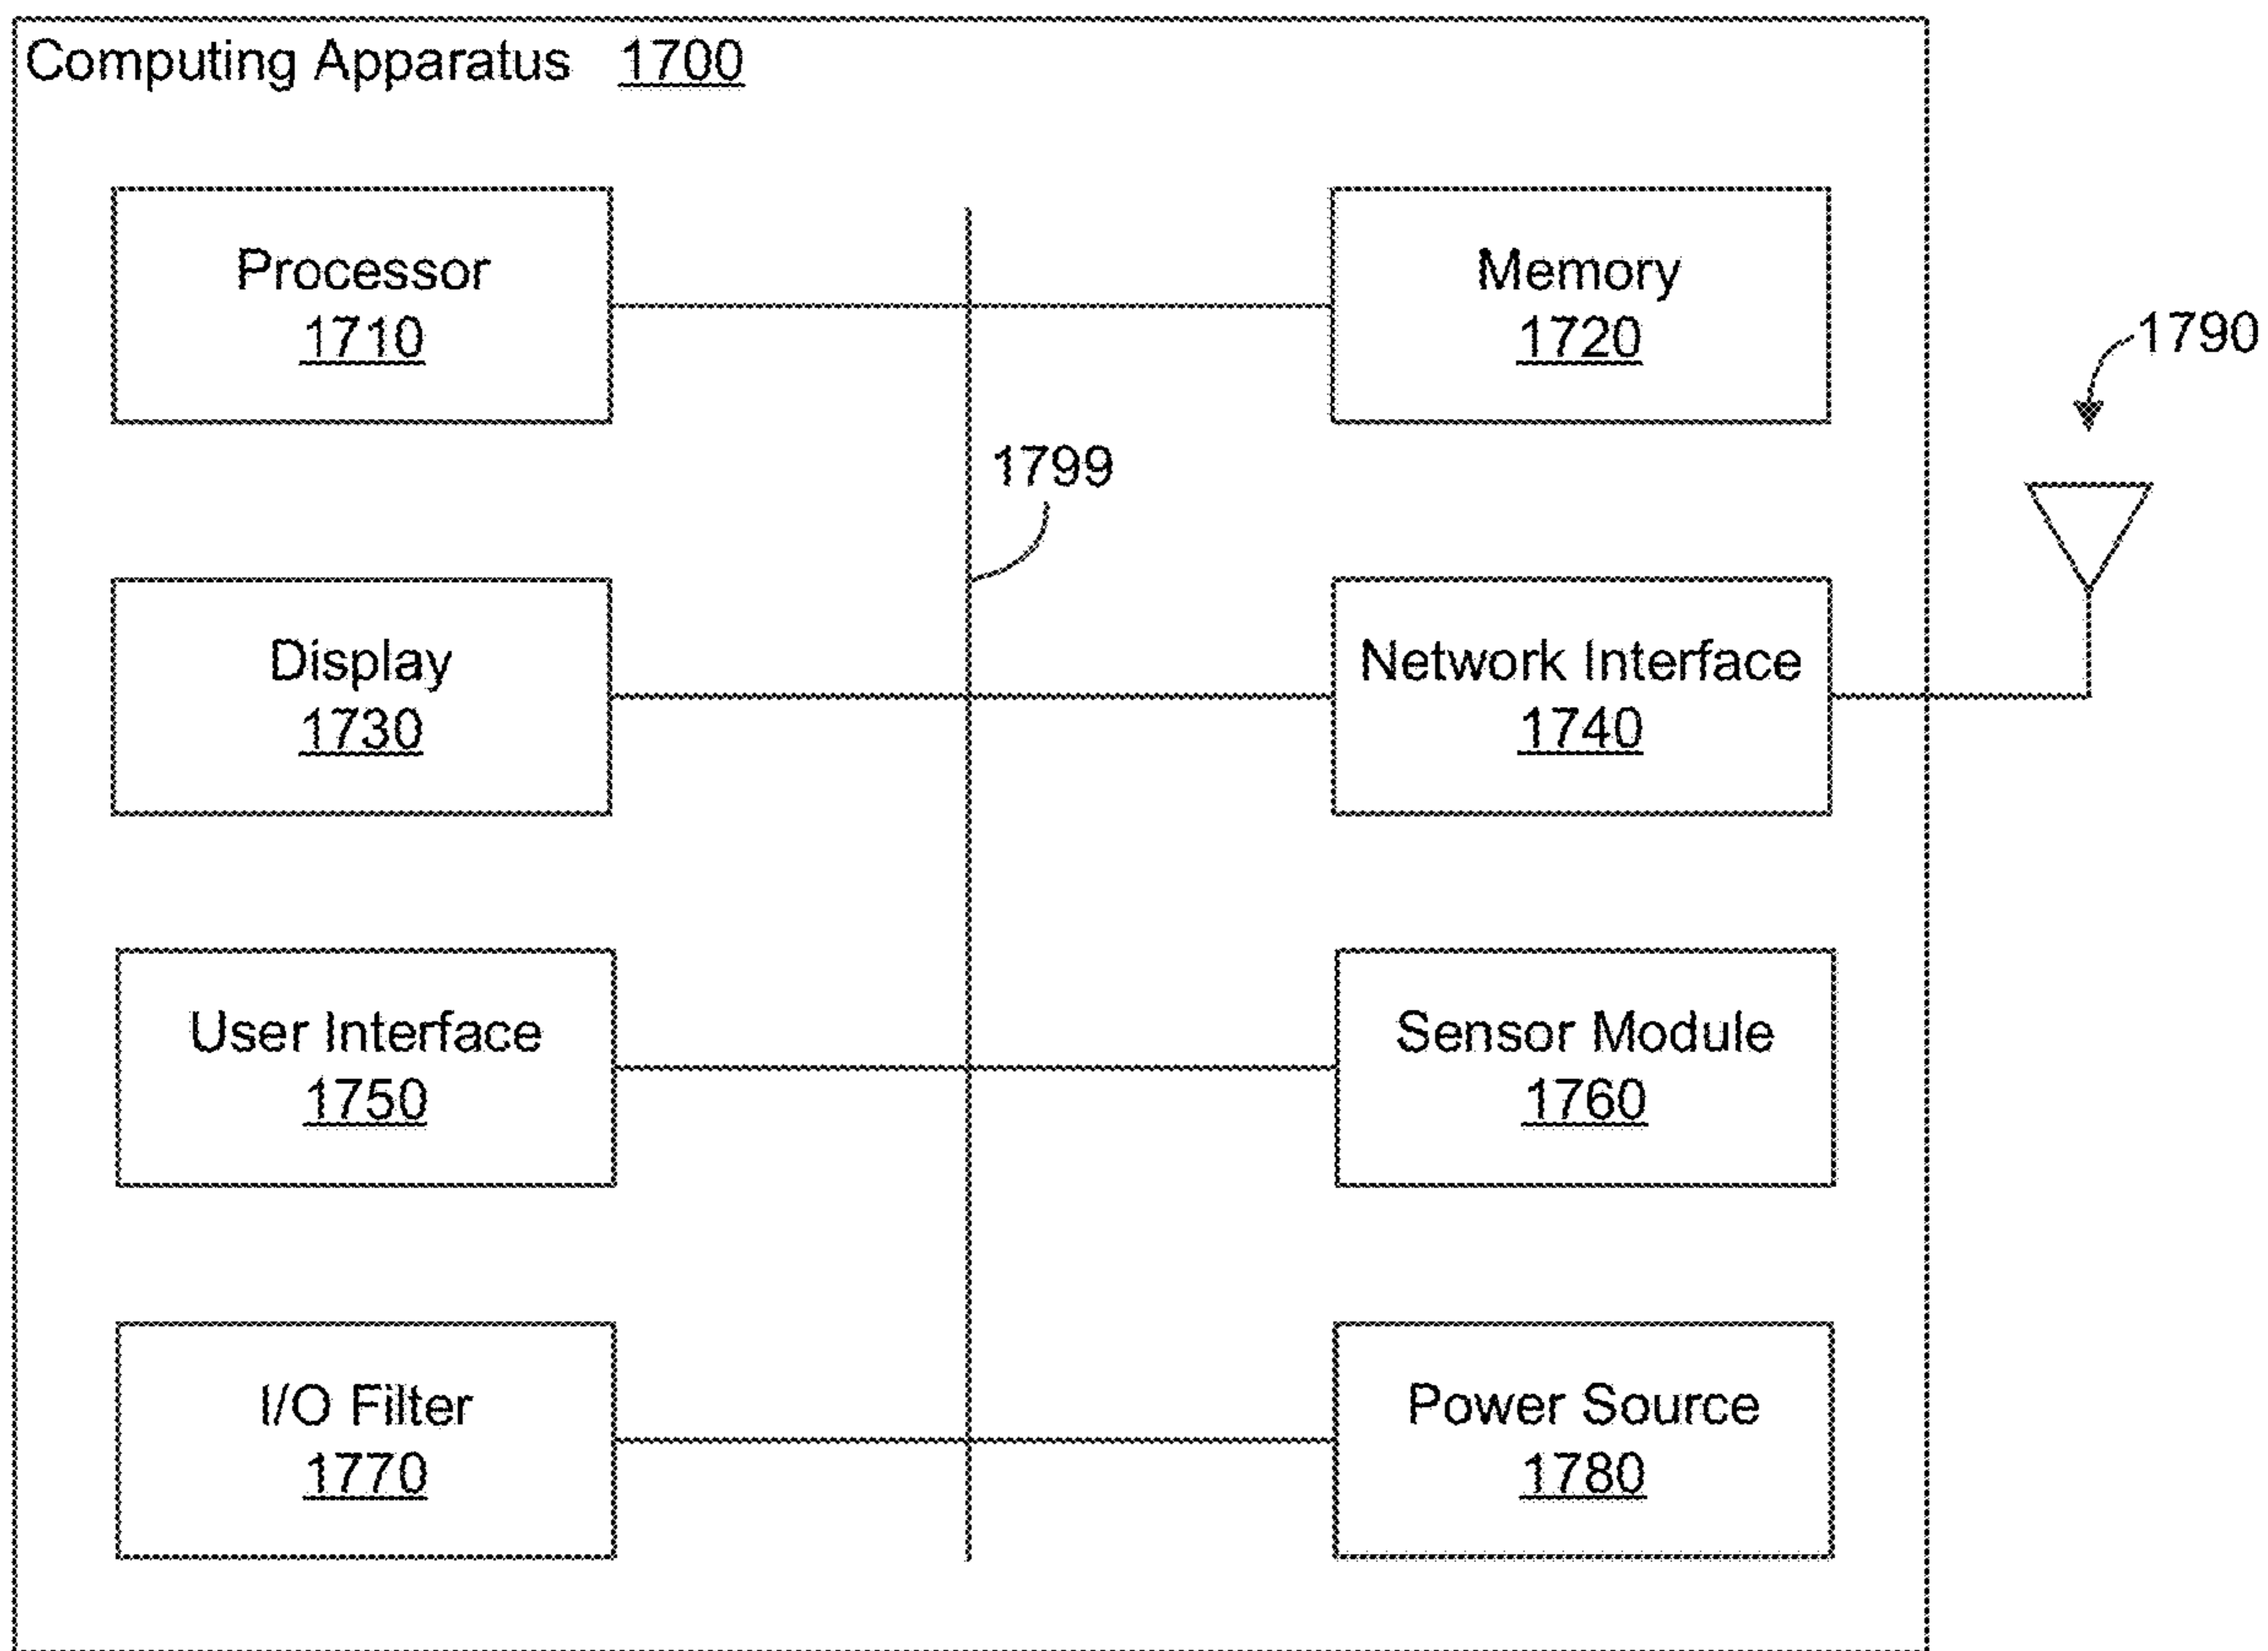 Computing Apparatus 1700
Processor
1710
Memory
1720
1790
1799
Display
1730
Network Interface
1740
User Interface
1750
Sensor Module
1760
I/O Filter
1770
Power Source
1780